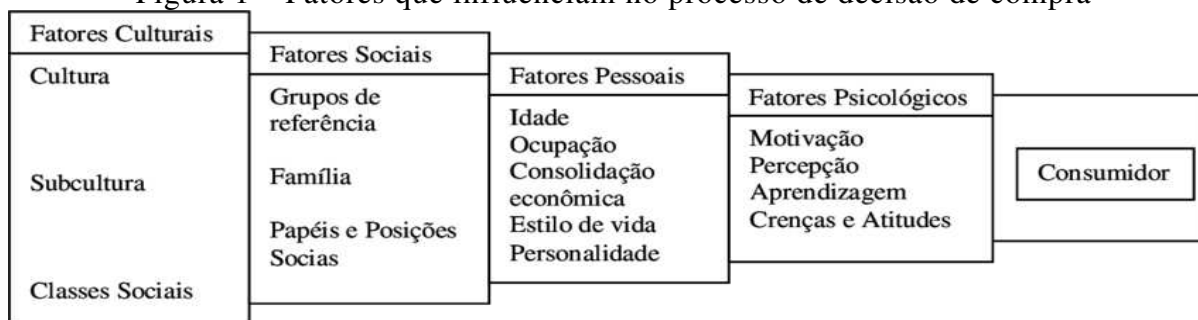 Figura 1 – Fatores que influenciam no processo de decisão de compra
Fatores Culturais
Cultura
Subcultura
Classes Sociais
Fatores Sociais
Grupos de
referência
Família
Papéis e Posições
Socias
Fatores Pessoais
Idade
Ocupação
Consolidação
econômica
Estilo de vida
Personalidade
Fatores Psicológicos
Motivação
Percepção
Aprendizagem
Crenças e Atitudes
Consumidor